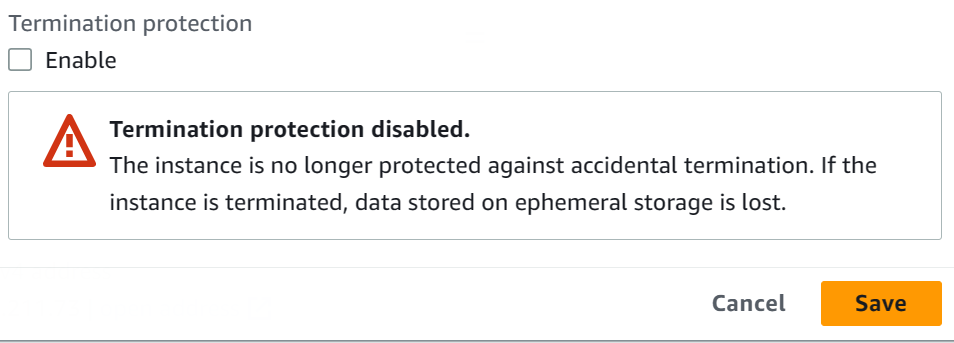 Termination protection
Enable
Termination protection disabled.
The instance is no longer protected against accidental termination. If the
instance is terminated, data stored on ephemeral storage is lost.
Cancel Save